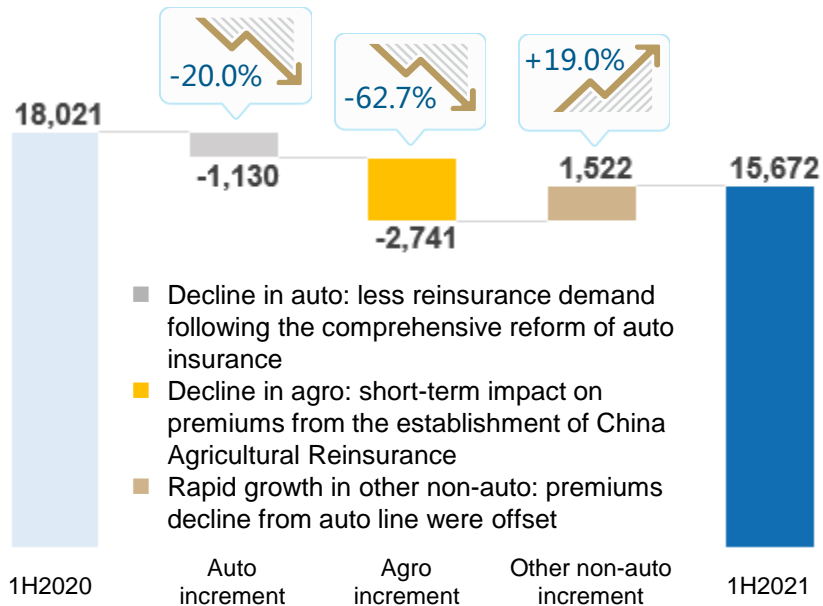 -20.0%
-62.7%
+19.0%
18,021
-1,130
-2,741
1,522
15,672
Decline in auto: less reinsurance demand
following the comprehensive reform of auto
insurance
Decline in agro: short-term impact on
premiums from the establishment of China
Agricultural Reinsurance
Rapid growth in other non-auto: premiums
decline from auto line were offset
1H2020
Auto
increment
Agro
increment
Other non-auto
increment
1H2021